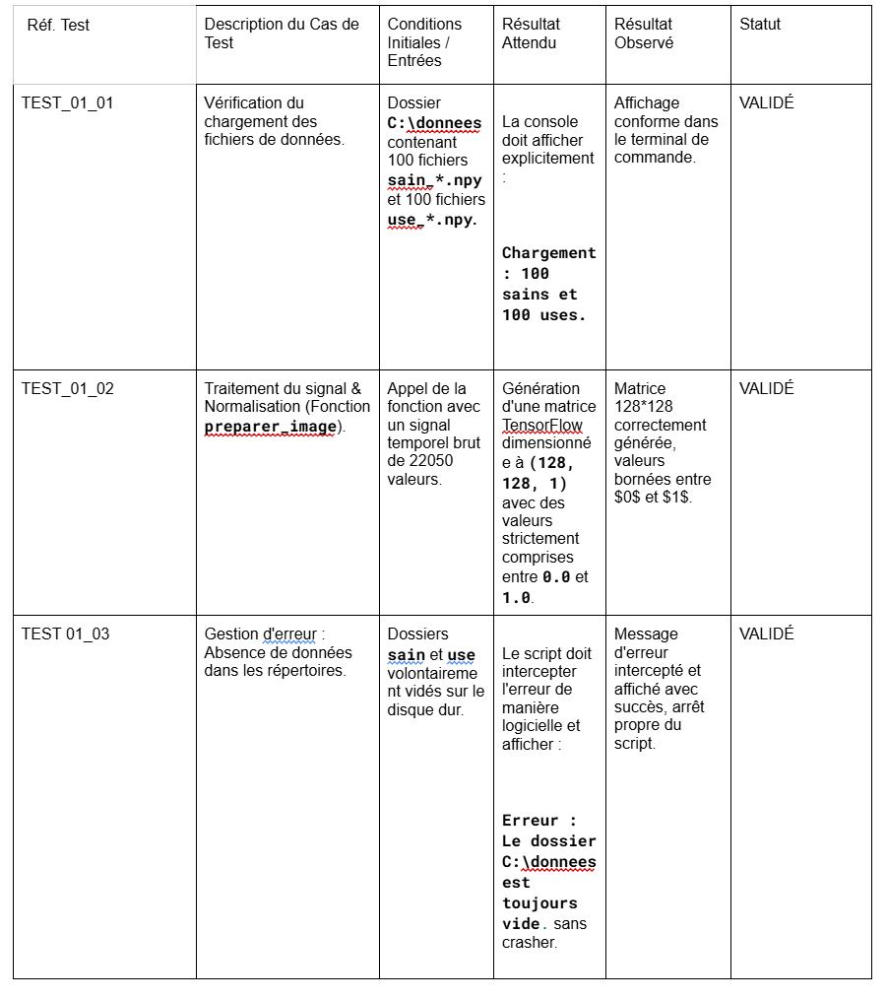 Réf. Test
Description du Cas de
Test
Conditions
Initiales /
Entrées
Résultat
Attendu
Résultat
Observé
Statut
TEST_01_01
Vérification du
chargement des
fichiers de données.
Dossier
C:\donnees
contenant
100 fichiers
sain_*.npy
et 100 fichiers
use_*.npy.
La console
doit afficher
explicitement
:
Chargement
: 100
sains et
100 uses.
Affichage
conforme dans
le terminal de
commande.
VALIDÉ
TEST_01_02
Traitement du signal &
Normalisation (Fonction
preparer_image).
Appel de la
fonction avec
un signal
temporel brut
de 22050
valeurs.
Génération
d'une matrice
TensorFlow
dimensionné
e à (128,
128, 1)
avec des
valeurs
strictement
comprises
entre 0.0 et
1.0.
Matrice
128*128
correctement
générée,
valeurs
bornées entre
$0$ et $1$.
VALIDÉ
TEST 01_03
Gestion d'erreur :
Absence de données
dans les répertoires.
Dossiers
sain et use
volontaireme
nt vidés sur le
disque dur.
Le script doit
intercepter
l'erreur de
manière
logicielle et
afficher :
Erreur :
Le dossier
C:\donnees
est
toujours
vide. sans
crasher.
Message
d'erreur
intercepté et
affiché avec
succès, arrêt
propre du
script.
VALIDÉ